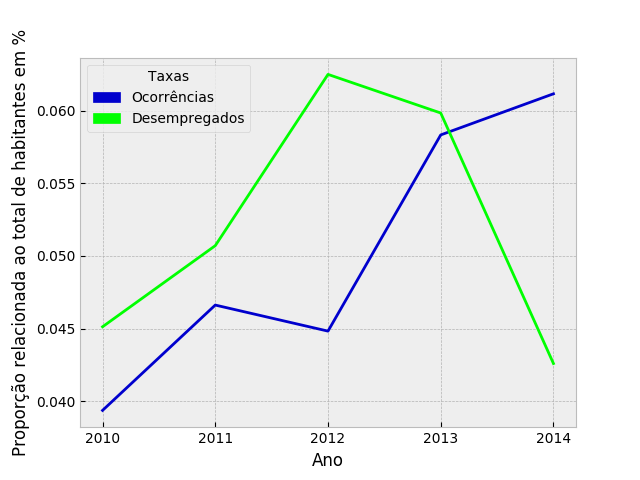 Proporção relacionada ao total de habitantes em %
Taxas
Ocorrências
Desempregados
0.060
0.055
0.050
0.045
0.040
2010 2011 2012 2013 2014
Ano